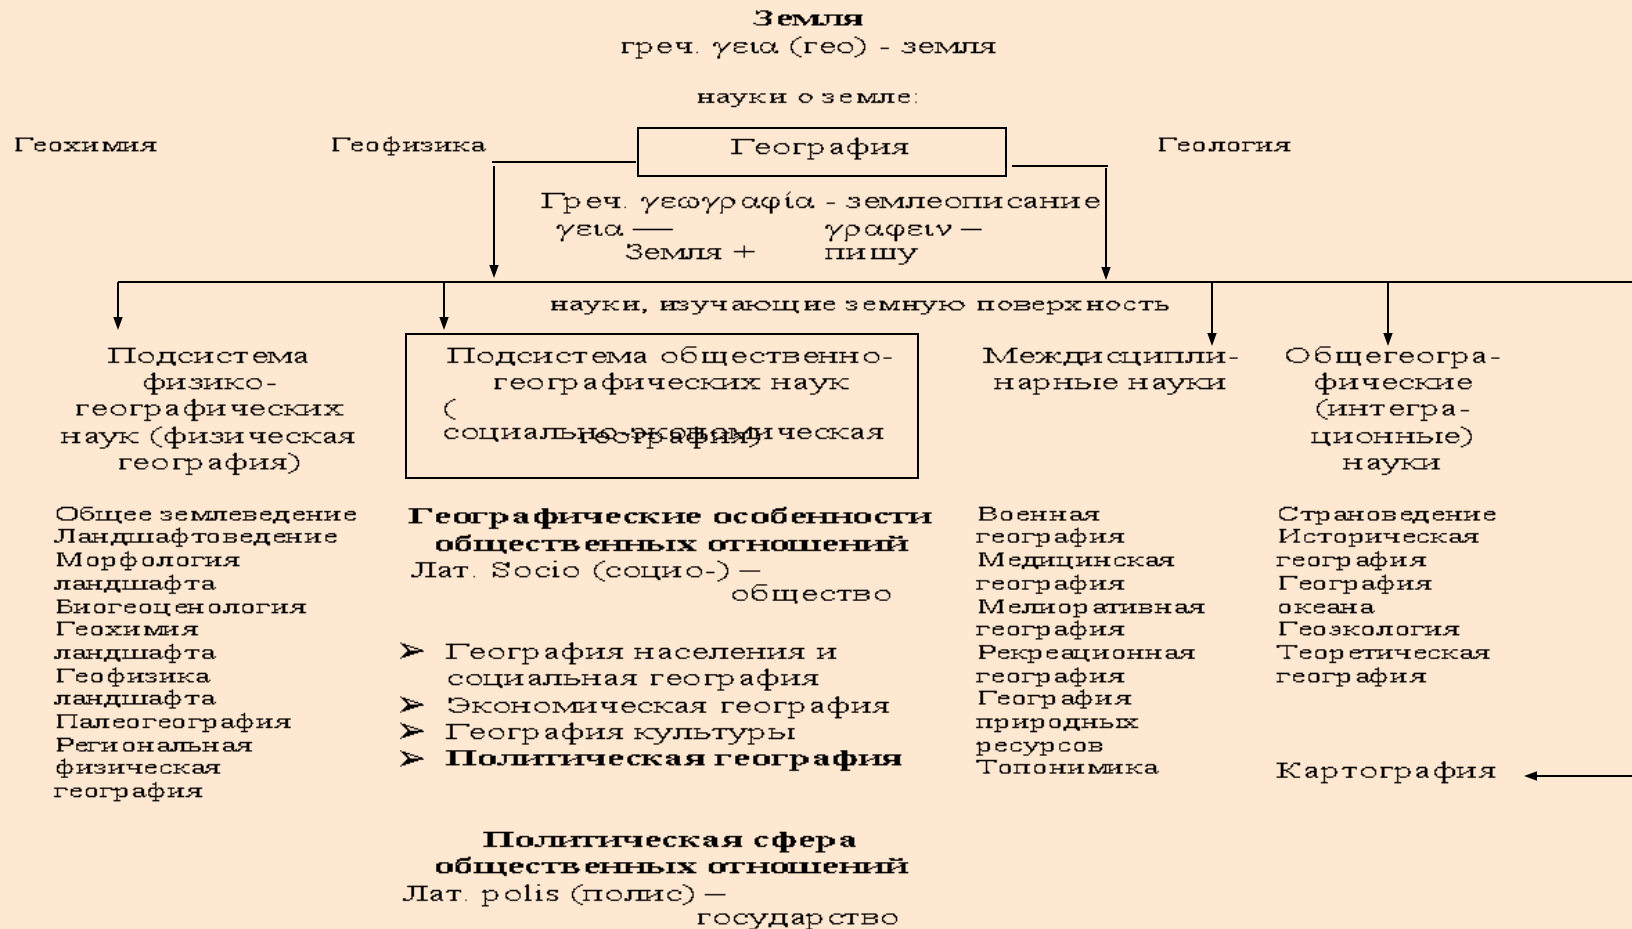 Земля
греч. γεια (гео) - земля
науки о земле:
Геохимия
Геофизика
География
Геология
Греч. γεωγραφία - землеописание
γεια —
Земля +
γραφειν –
пишу
науки, изучающие земную поверхность
Подсистема
физико-
географических
наук (физическая
география)
Подсистема общественно-
географических наук
(
социально-экономическая
география)
Междисципли-
нарные науки
Общегеогра-
фические
(интегра-
ционные)
науки
Общее землеведение
Ландшафтоведение
Морфология
ландшафта
Биогеоценология
Геохимия
ландшафта
Геофизика
ландшафта
Палеогеография
Региональная
физическая
география
Географические особенности
общественных отношений
Лат. Socio (социо-) –
общество
➢ География населения и
социальная география
➢ Экономическая география
➢ География культуры
➢ Политическая география
Политическая сфера
общественных отношений
Лат. polis (полис) –
государство
Военная
география
Медицинская
география
Мелиоративная
география
Рекреационная
география
География
природных
ресурсов
Топонимика
Страноведение
Историческая
география
География
океана
Геоэкология
Теоретическая
география
Картография